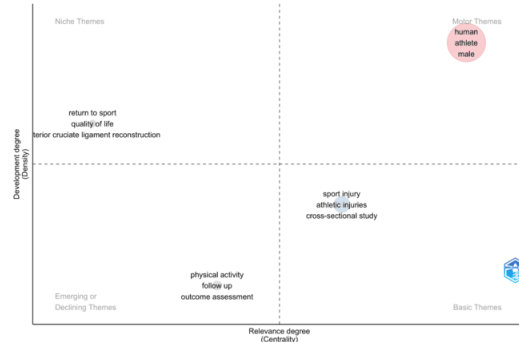 Niche Themes
Motor Themes
human
athlete
male
return to sport
quality of life
terior cruciate ligament reconstruction
Development degree
(Density)
sport injury
athletic injuries
cross-sectional study
physical activity
follow up
outcome assessment
Emerging or
Declining Themes
Basic Themes
Relevance degree
(Centrality)